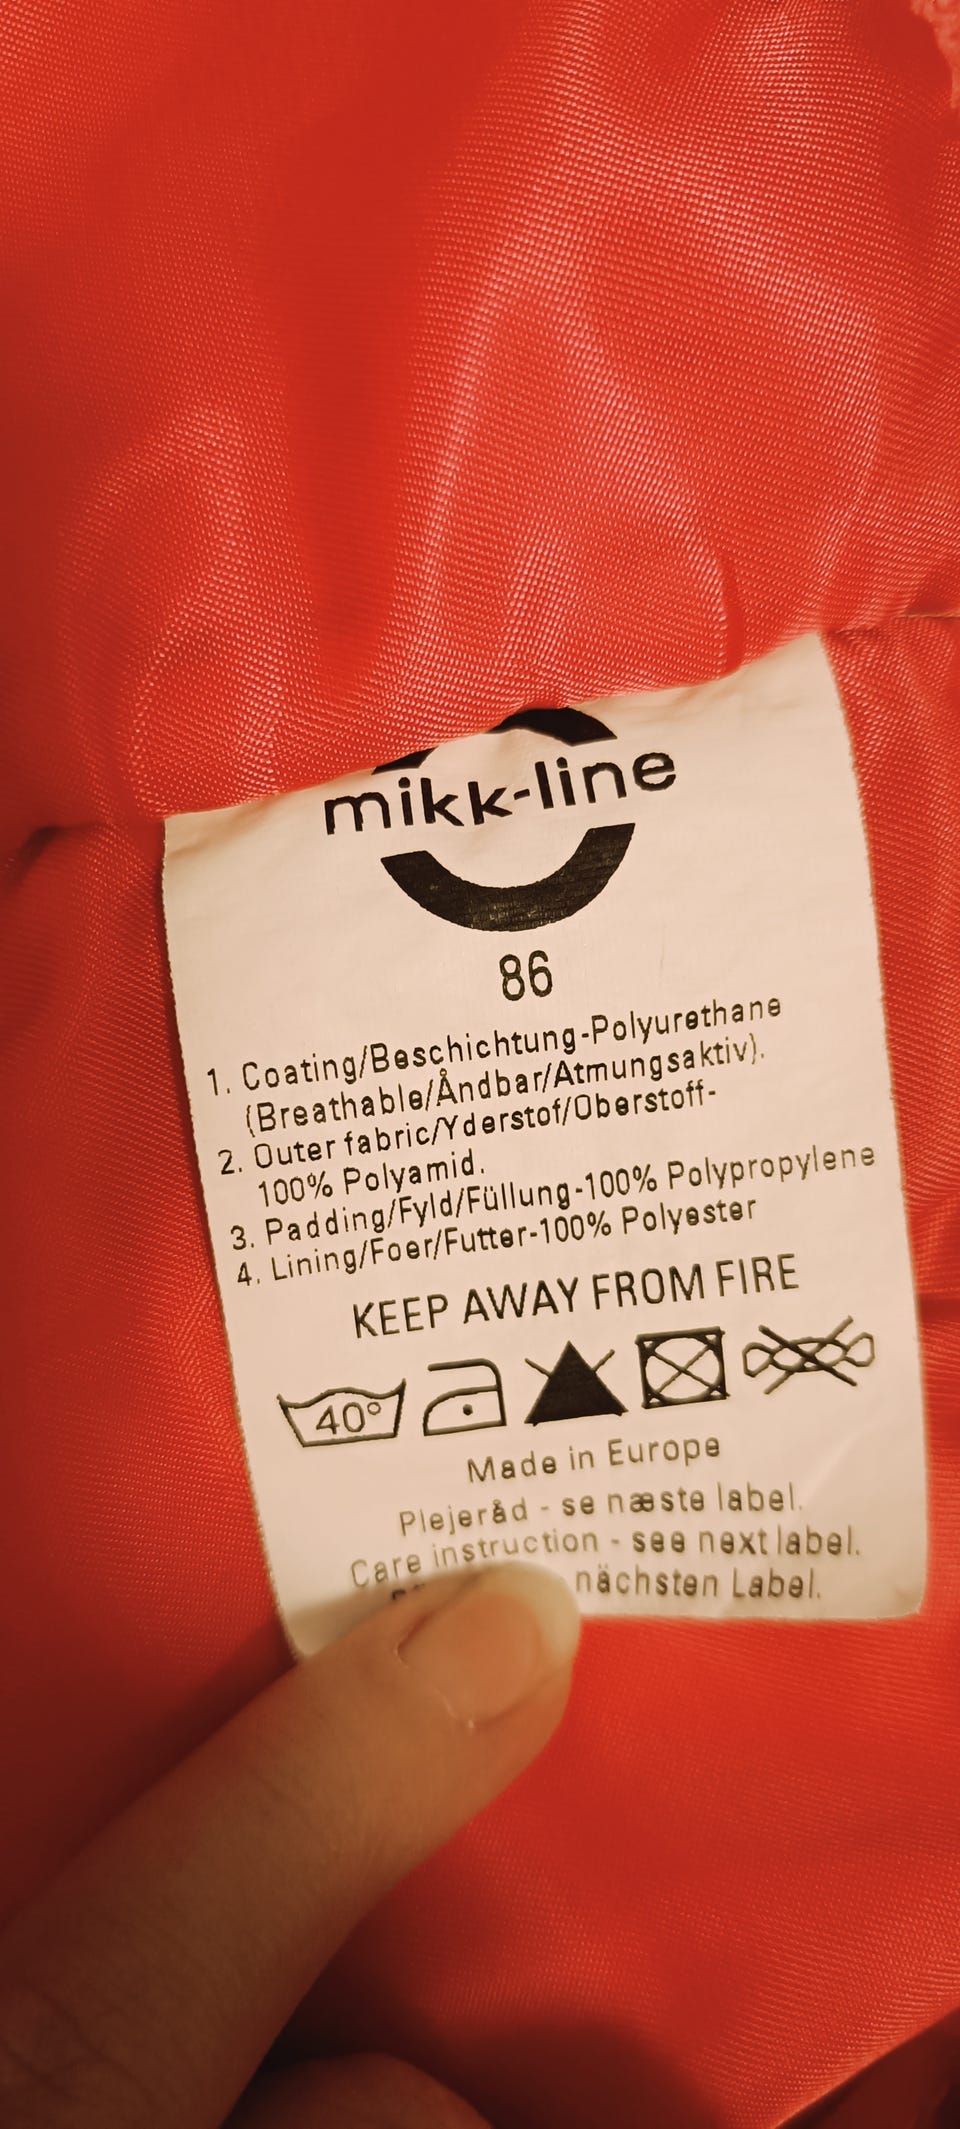 mikk-line
86
1. Coating/Beschichtung-Polyurethane
(Breathable/Åndbar/Atmungsaktiv).
2. Outer fabric/Yderstof/Oberstoff-
100% Polyamid.
3. Padding/Fyld/Füllung-100% Polypropylene
4. Lining/Foer/Futter-100% Polyester
KEEP AWAY FROM FIRE
40°
Made in Europe
Plejeråd - se næste label.
Care instruction - see next label.
nächsten Label.